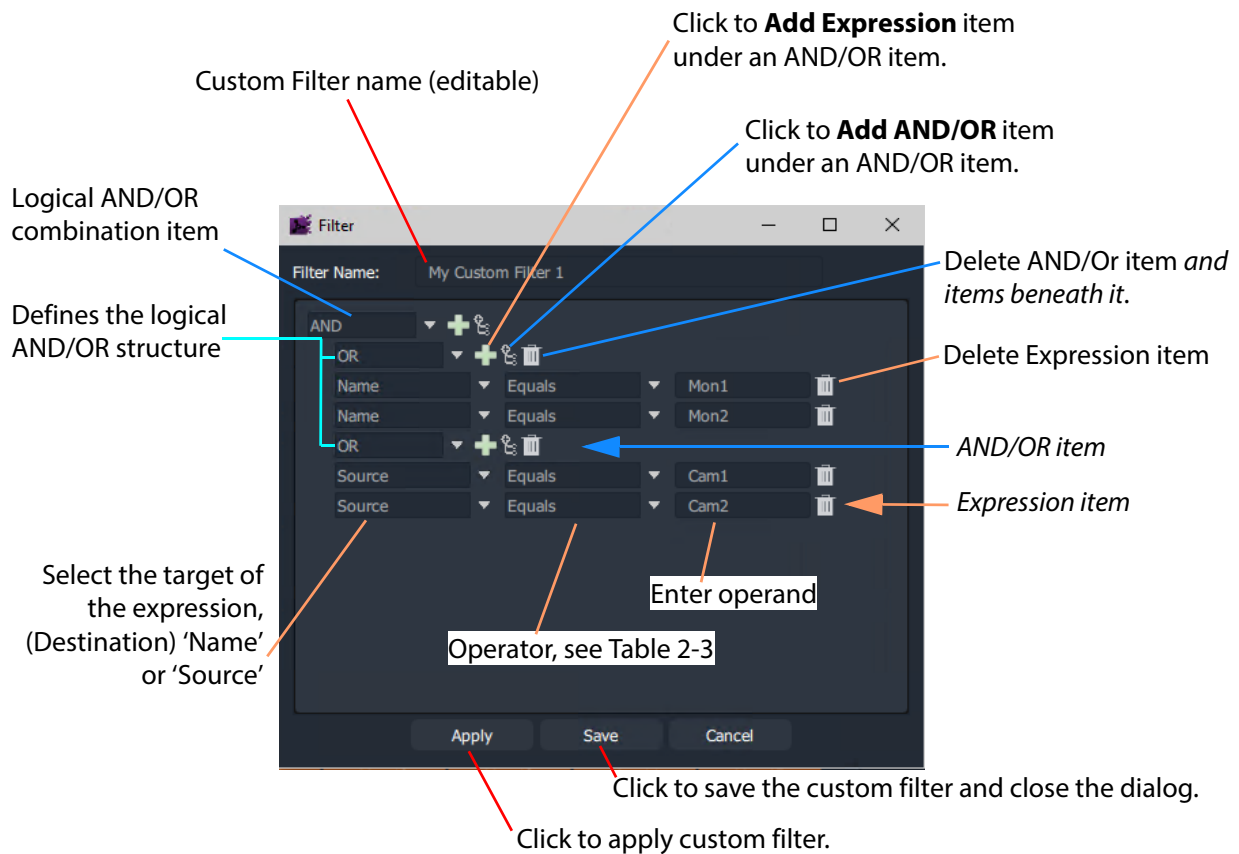 Click to Add Expression item
under an AND/OR item.
Custom Filter name (editable)
Click to Add AND/OR item
under an AND/OR item.
Logical AND/OR
combination item
Filter
Filter Name: My Custom Filter 1
Delete AND/Or item and
items beneath it.
Defines the logical
AND/OR structure
AND
OR
Delete Expression item
Name Equals Mon1
Name Equals Mon2
OR
AND/OR item
Source Equals Cam1
Source Equals Cam2
Expression item
Select the target of
the expression,
(Destination) ‘Name’
or ‘Source’
Enter operand
Operator, see Table 2-3
Apply Save Cancel
Click to save the custom filter and close the dialog.
Click to apply custom filter.